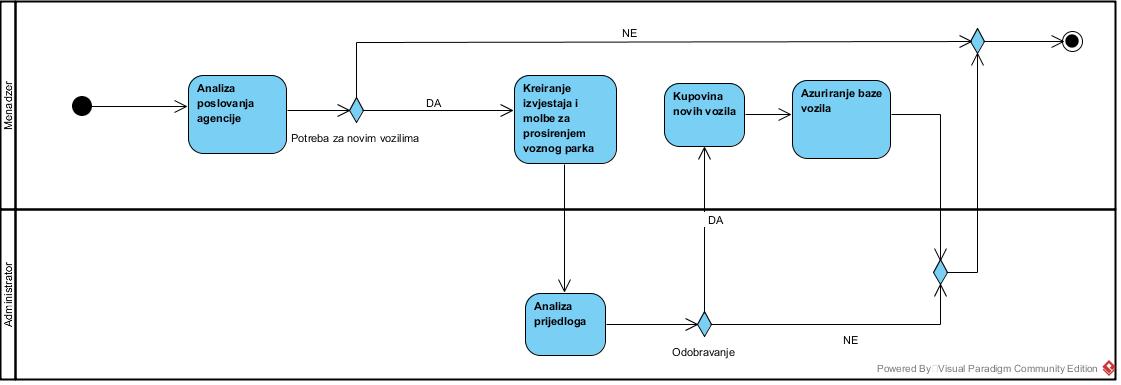 Menadzer
NE
Analiza
poslovanja
agencije
DA
Potreba za novim vozilima
Kreiranje
izvjestaja i
molbe za
prosirenjem
voznog parka
Kupovina
novih vozila
Azuriranje baze
vozila
Administrator
DA
Analiza
prijedloga
Odobravanje
NE
Powered By Visual Paradigm Community Edition